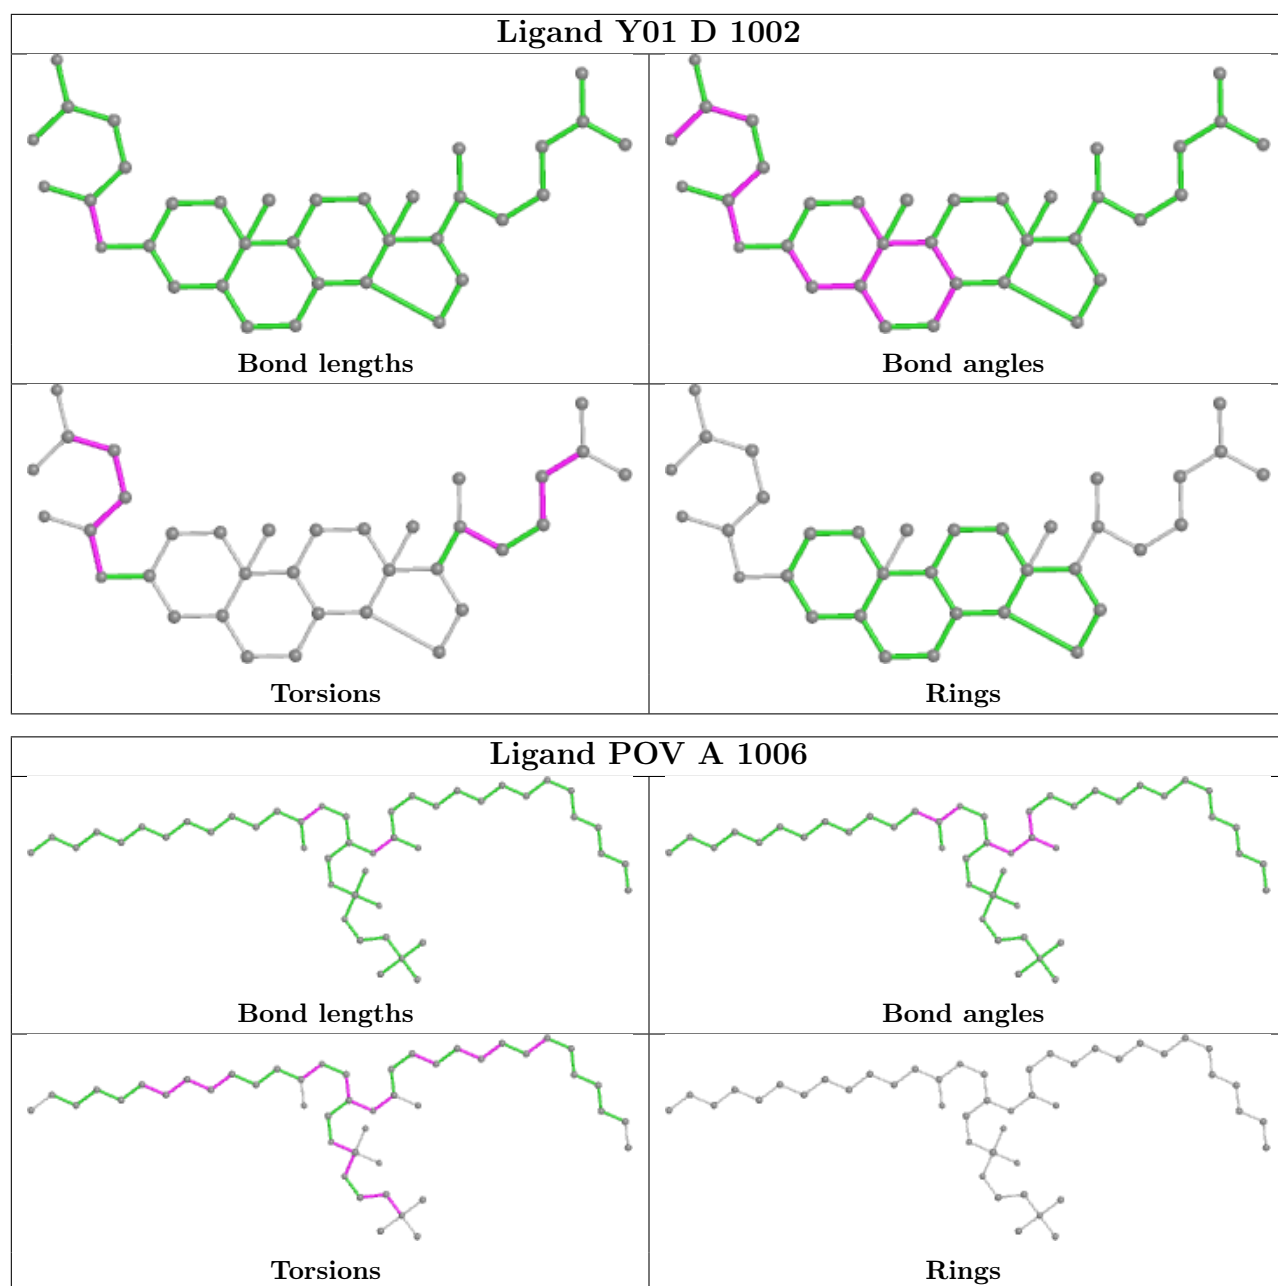 Ligand Y01 D 1002
Bond lengths
Bond angles
Torsions
Rings
Ligand POV A 1006
Bond lengths
Bond angles
Torsions
Rings